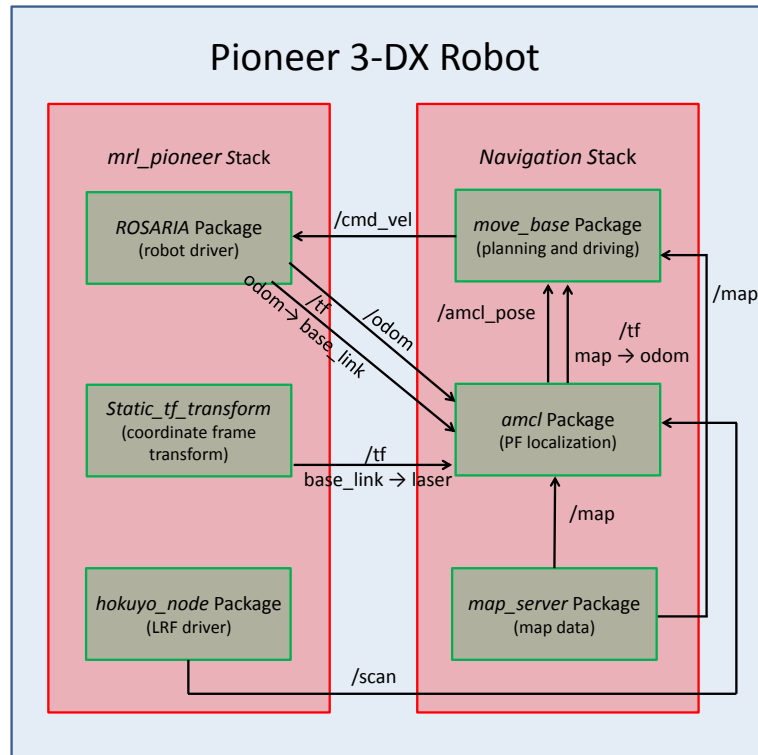 Pioneer 3-DX Robot
mrl_pioneer Stack
Navigation Stack
ROSARIA Package
(robot driver)
/cmd_vel
move_base Package
(planning and driving)
/map
/tf
odom→ base_link
/odom
/amcl_pose
/tf
map → odom
Static_tf_transform
(coordinate frame
transform)
/tf
base_link → laser
amcl Package
(PF localization)
/map
hokuyo_node Package
(LRF driver)
map_server Package
(map data)
/scan